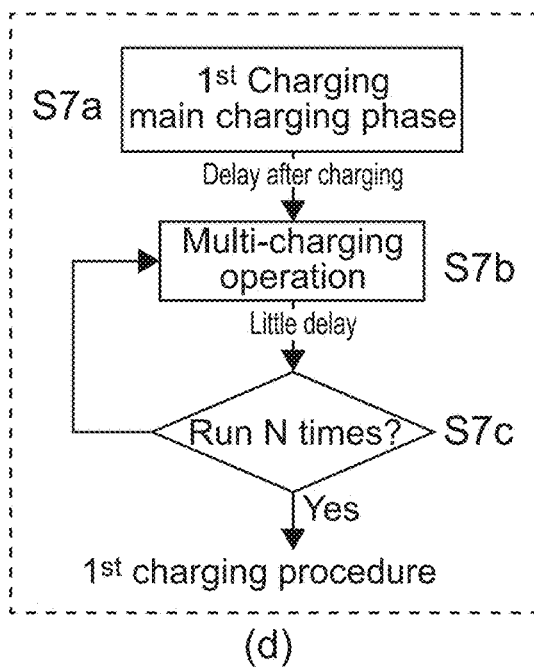 S7a
1st Charging
main charging phase
Delay after charging
Multi-charging
operation
S7b
Little delay
Run N times?
S7c
Yes
1st charging procedure
(d)